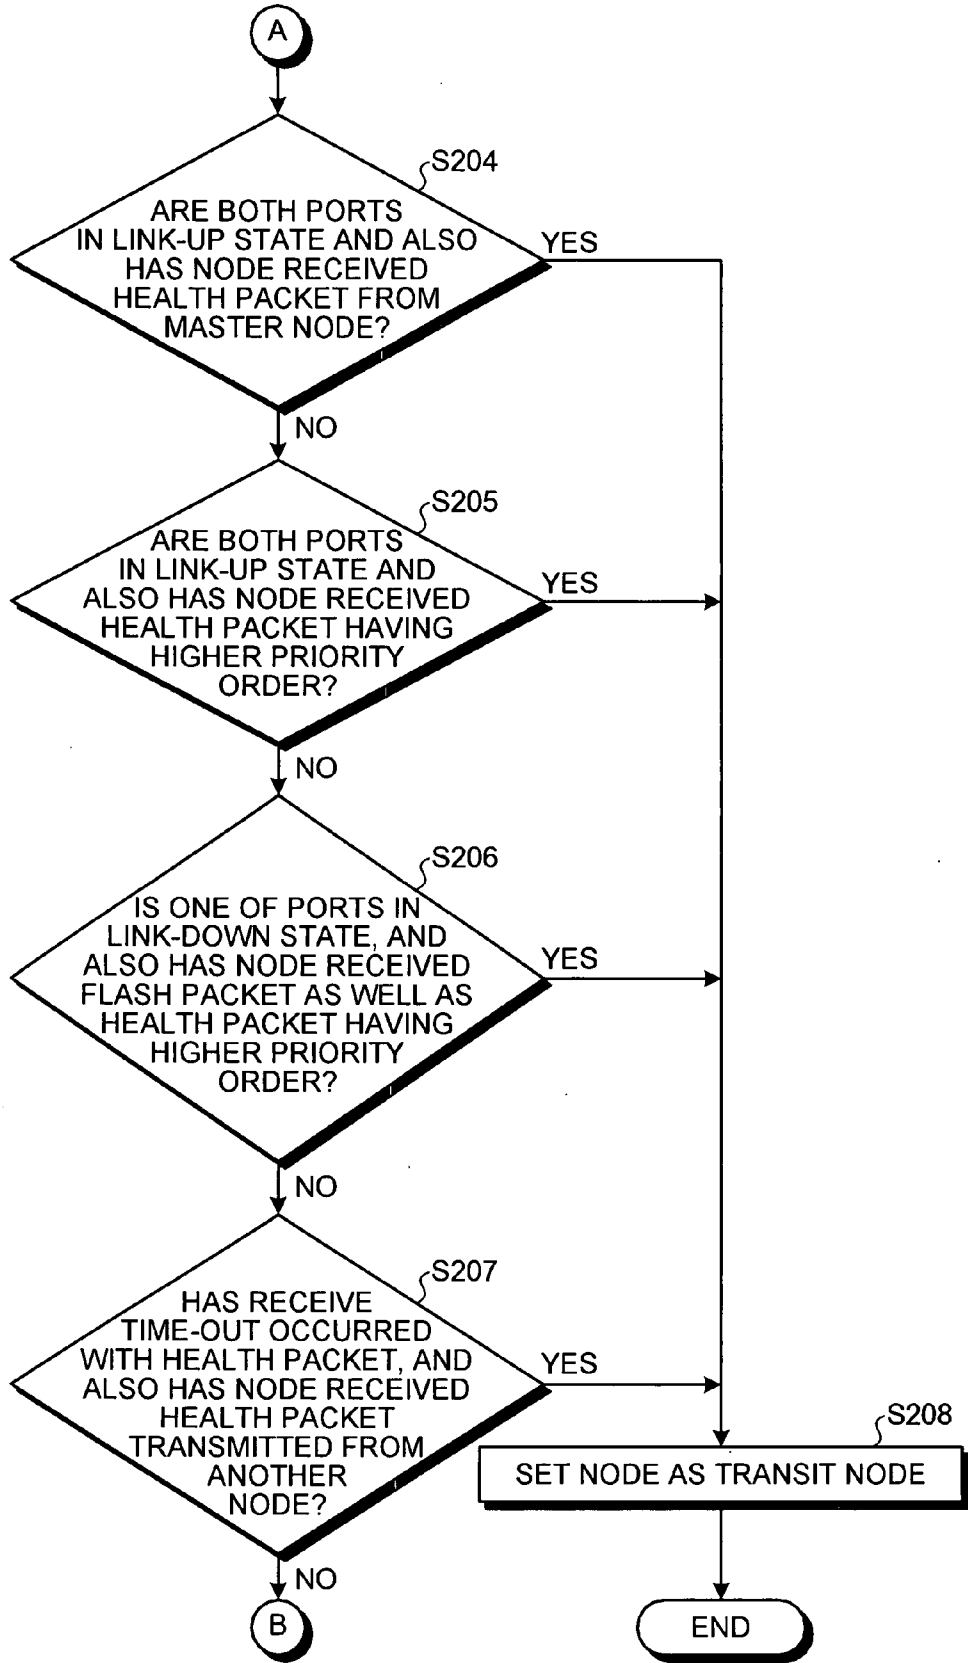 A
S204
ARE BOTH PORTS
IN LINK-UP STATE AND ALSO
HAS NODE RECEIVED
HEALTH PACKET FROM
MASTER NODE?
YES
NO
S205
ARE BOTH PORTS
IN LINK-UP STATE AND
ALSO HAS NODE RECEIVED
HEALTH PACKET HAVING
HIGHER PRIORITY
ORDER?
YES
NO
S206
IS ONE OF PORTS IN
LINK-DOWN STATE, AND
ALSO HAS NODE RECEIVED
FLASH PACKET AS WELL AS
HEALTH PACKET HAVING
HIGHER PRIORITY
ORDER?
YES
NO
S207
HAS RECEIVE
TIME-OUT OCCURRED
WITH HEALTH PACKET, AND
ALSO HAS NODE RECEIVED
HEALTH PACKET
TRANSMITTED FROM
ANOTHER
NODE?
YES
S208
SET NODE AS TRANSIT NODE
NO
B
END